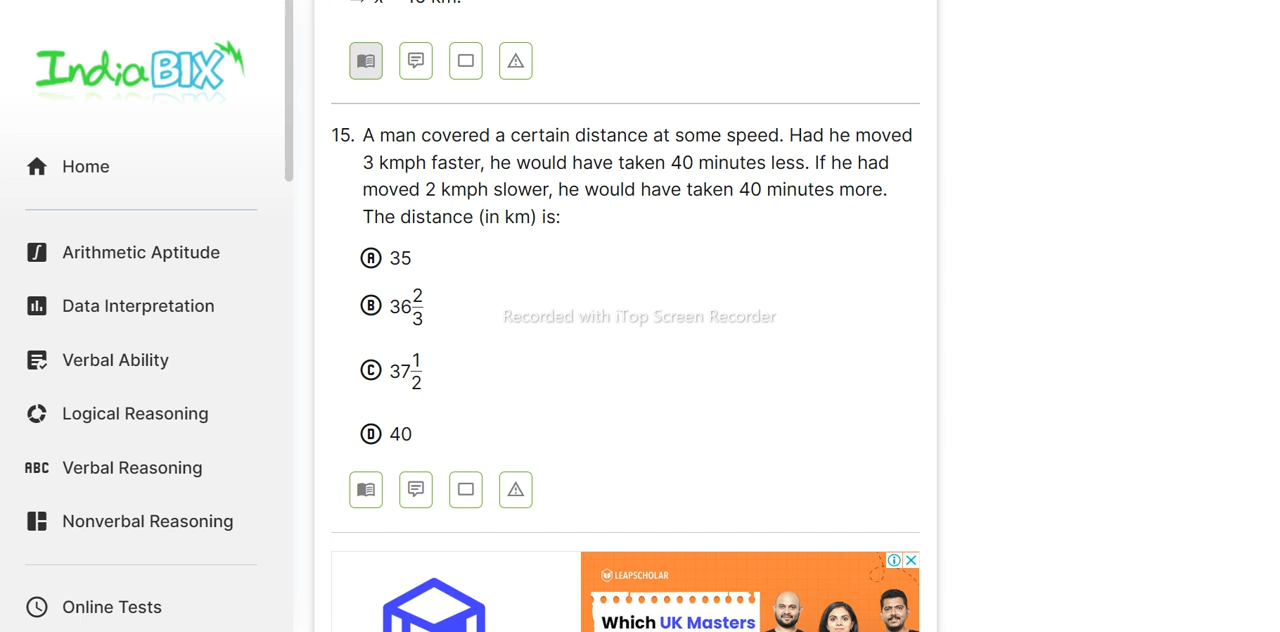 IndiaBIX
Home
Arithmetic Aptitude
Data Interpretation
Verbal Ability
Logical Reasoning
ABC Verbal Reasoning
Nonverbal Reasoning
Online Tests
15. A man covered a certain distance at some speed. Had he moved
3 kmph faster, he would have taken 40 minutes less. If he had
moved 2 kmph slower, he would have taken 40 minutes more.
The distance (in km) is:
A 35
B 36 2/3
Recorded with iTop Screen Recorder
C 37 1/2
D 40
LEAPSCHOLAR
Which UK Masters